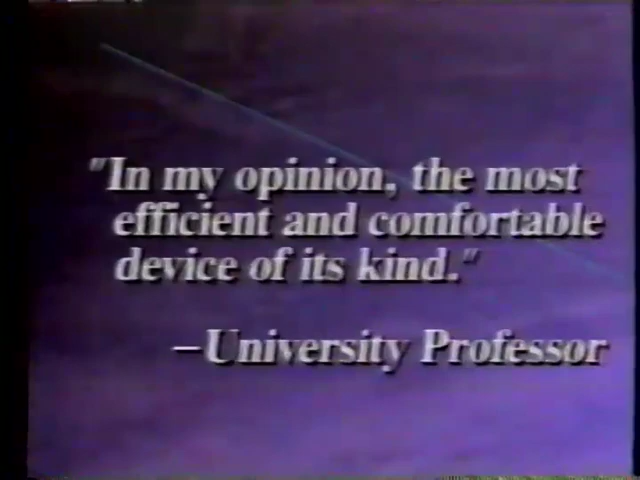 "In my opinion, the most
efficient and comfortable
device of its kind."
—University Professor